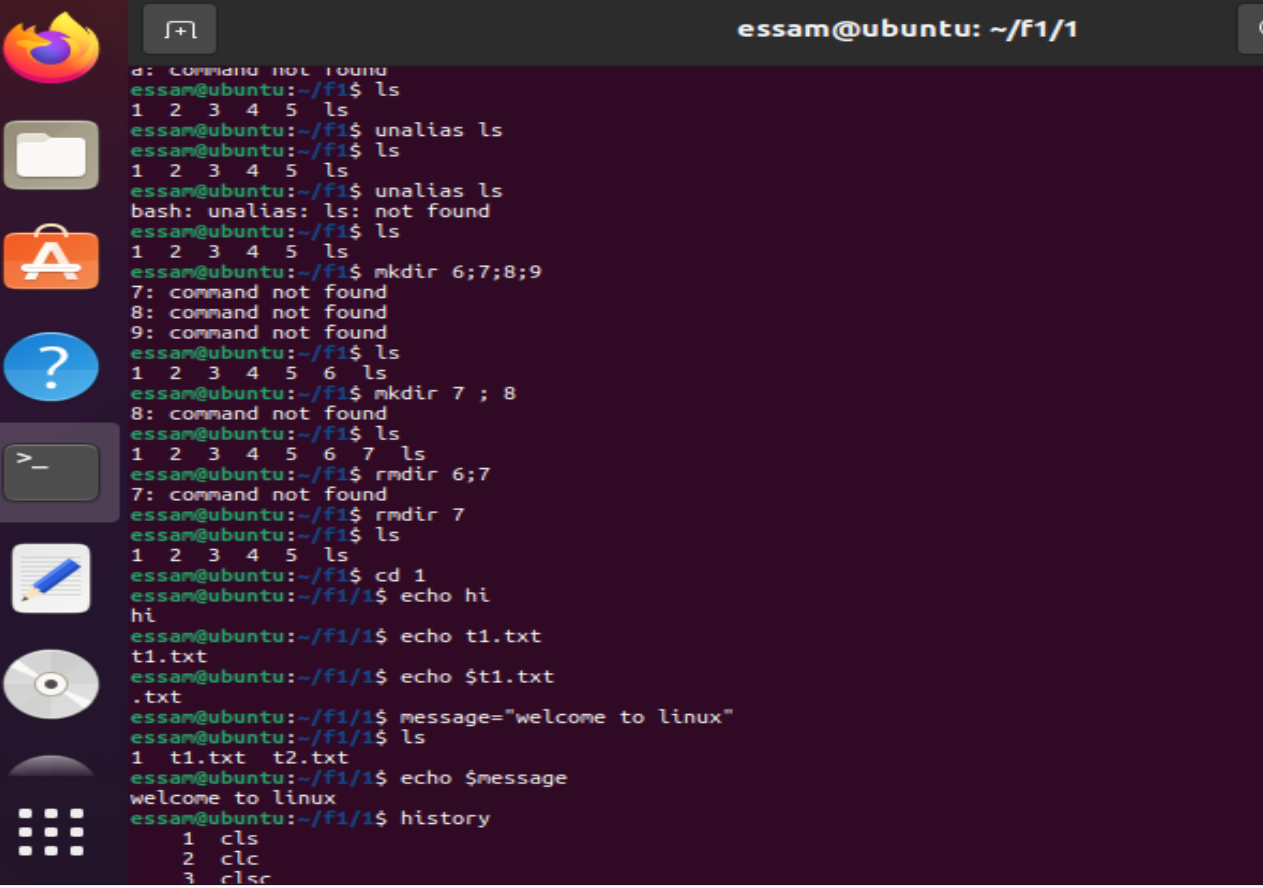 essam@ubuntu: ~/f1/1
a: command not found
essam@ubuntu:~/f1$ ls
1  2  3  4  5  ls
essam@ubuntu:~/f1$ unalias ls
essam@ubuntu:~/f1$ ls
1  2  3  4  5  ls
essam@ubuntu:~/f1$ unalias ls
bash: unalias: ls: not found
essam@ubuntu:~/f1$ ls
1  2  3  4  5  ls
essam@ubuntu:~/f1$ mkdir 6;7;8;9
7: command not found
8: command not found
9: command not found
essam@ubuntu:~/f1$ ls
1  2  3  4  5  6  ls
essam@ubuntu:~/f1$ mkdir 7 ; 8
8: command not found
essam@ubuntu:~/f1$ ls
1  2  3  4  5  6  7  ls
essam@ubuntu:~/f1$ rmdir 6;7
7: command not found
essam@ubuntu:~/f1$ rmdir 7
essam@ubuntu:~/f1$ ls
1  2  3  4  5  ls
essam@ubuntu:~/f1$ cd 1
essam@ubuntu:~/f1/1$ echo hi
hi
essam@ubuntu:~/f1/1$ echo t1.txt
t1.txt
essam@ubuntu:~/f1/1$ echo $t1.txt
.txt
essam@ubuntu:~/f1/1$ message="welcome to linux"
essam@ubuntu:~/f1/1$ ls
1  t1.txt  t2.txt
essam@ubuntu:~/f1/1$ echo $message
welcome to linux
essam@ubuntu:~/f1/1$ history
    1  cls
    2  clc
    3  clsc